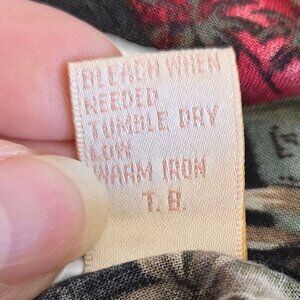 BLEACH WHEN
NEEDED
TUMBLE DRY
LOW
WARM IRON
T. B.